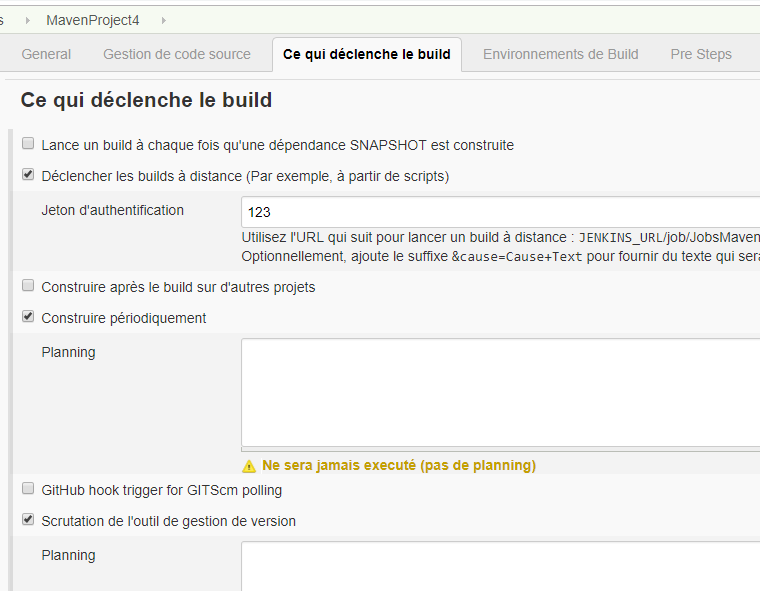 s MavenProject4
General Gestion de code source Ce qui déclenche le build Environnements de Build Pre Steps
Ce qui déclenche le build
Lance un build à chaque fois qu'une dépendance SNAPSHOT est construite
Déclencher les builds à distance (Par exemple, à partir de scripts)
Jeton d'authentification 123
Utilisez l'URL qui suit pour lancer un build à distance : JENKINS_URL/job/JobsMaven
Optionnellement, ajoute le suffixe &cause=Cause+Text pour fournir du texte qui sera
Construire après le build sur d'autres projets
Construire périodiquement
Planning
Ne sera jamais executé (pas de planning)
GitHub hook trigger for GITScm polling
Scrutation de l'outil de gestion de version
Planning